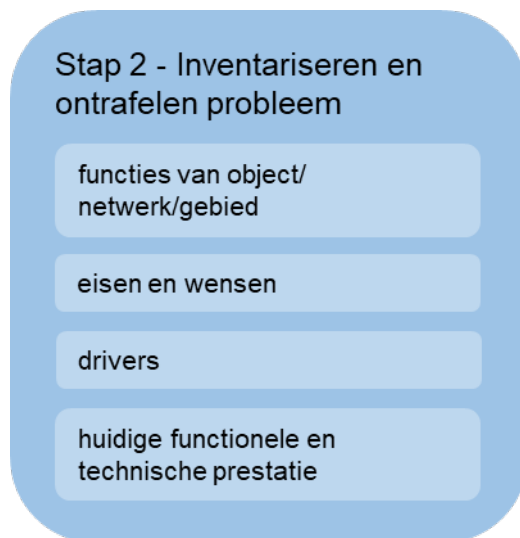 Stap 2 - Inventariseren en
ontrafelen probleem
functies van object/
netwerk/gebied
eisen en wensen
drivers
huidige functionele en
technische prestatie